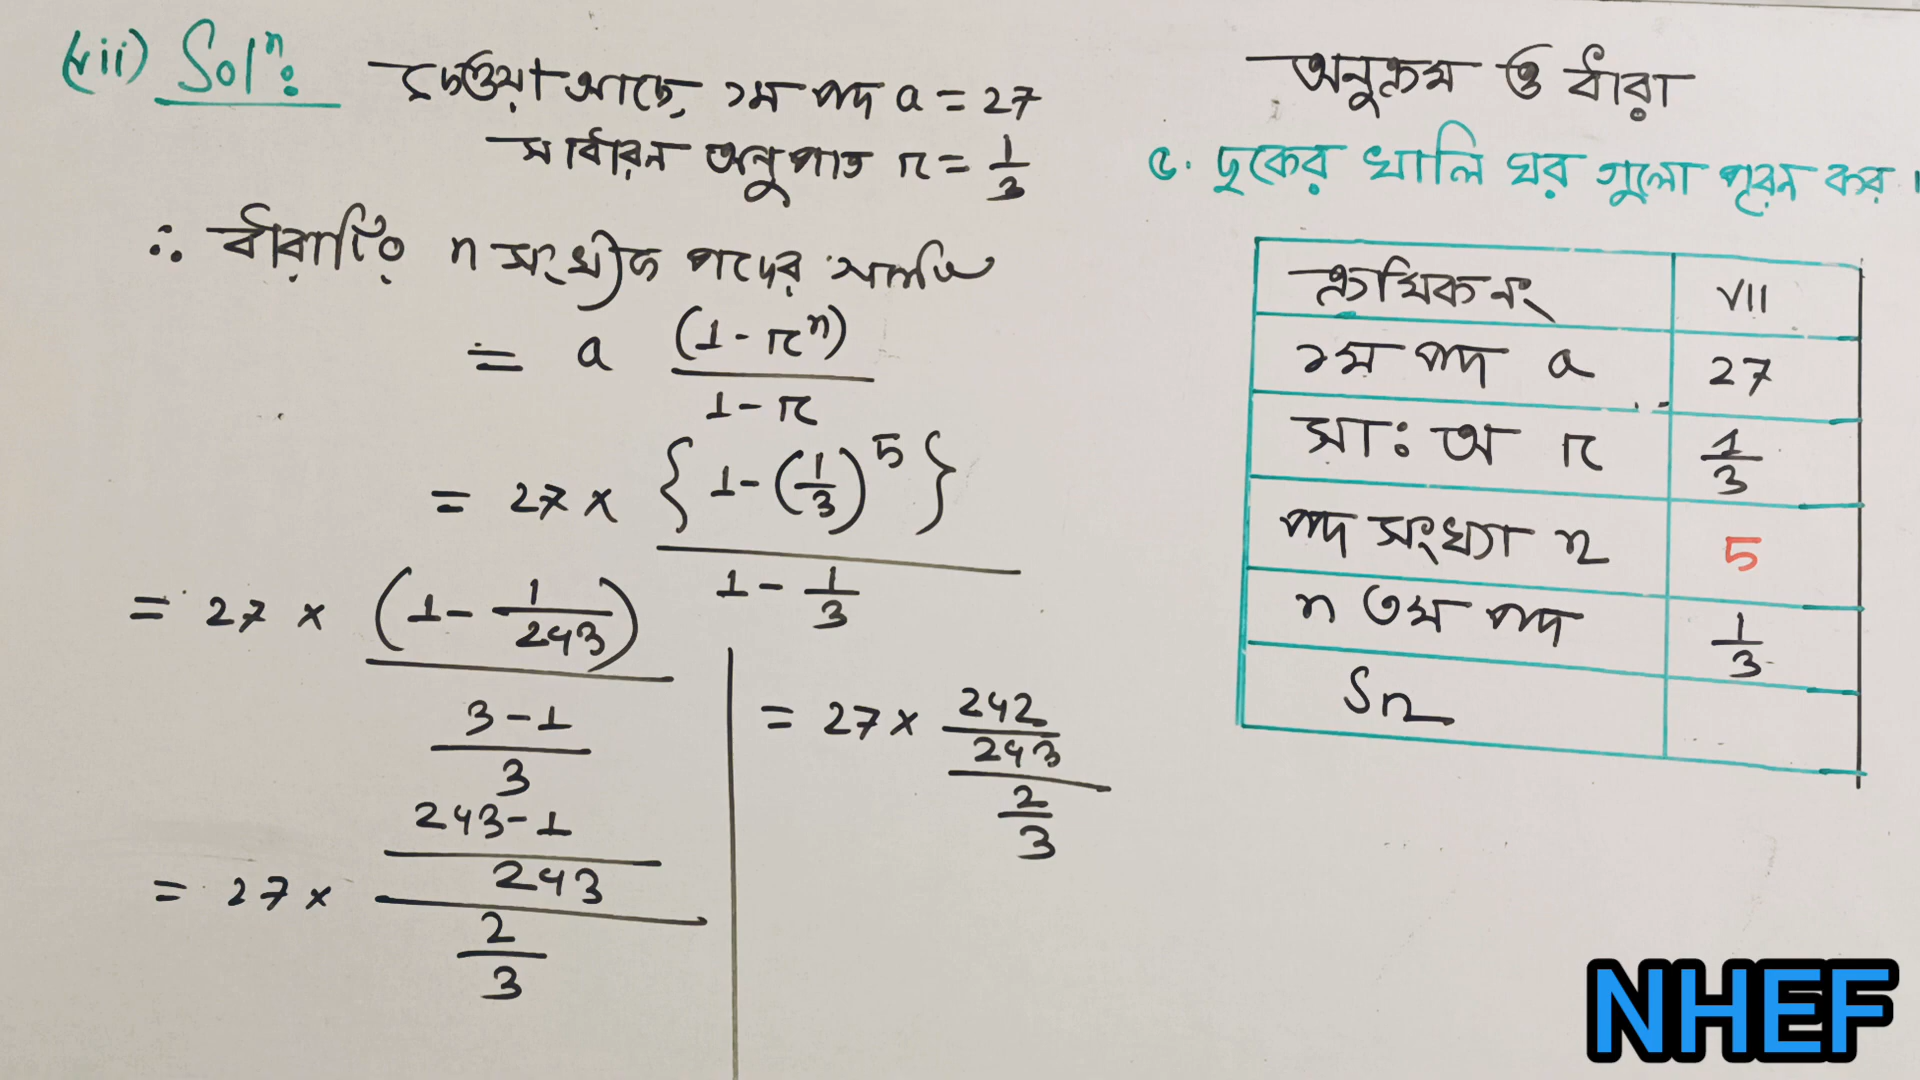 (vii) Solⁿ: দেওয়া আছে, ১ম পদ a = 27
সাধারন অনুপাত r = 1/3
∴ ধারাটির n সংখ্যক পদের সমষ্টি
= a (1 - rⁿ) / 1 - r
= 27 × {1 - (1/3)⁵} / 1 - 1/3
= 27 × (1 - 1/243) / (3 - 1 / 3)
= 27 × (243 - 1 / 243) / (2/3)
= 27 × (242/243) / (2/3)
অনুক্রম ও ধারা
৫. ছকের খালি ঘর গুলো পূরন কর।
ক্রমিক নং VII
১ম পদ a 27
সাঃ অ r 1/3
পদ সংখ্যা n 5
n তম পদ 1/3
Sn
NHEF